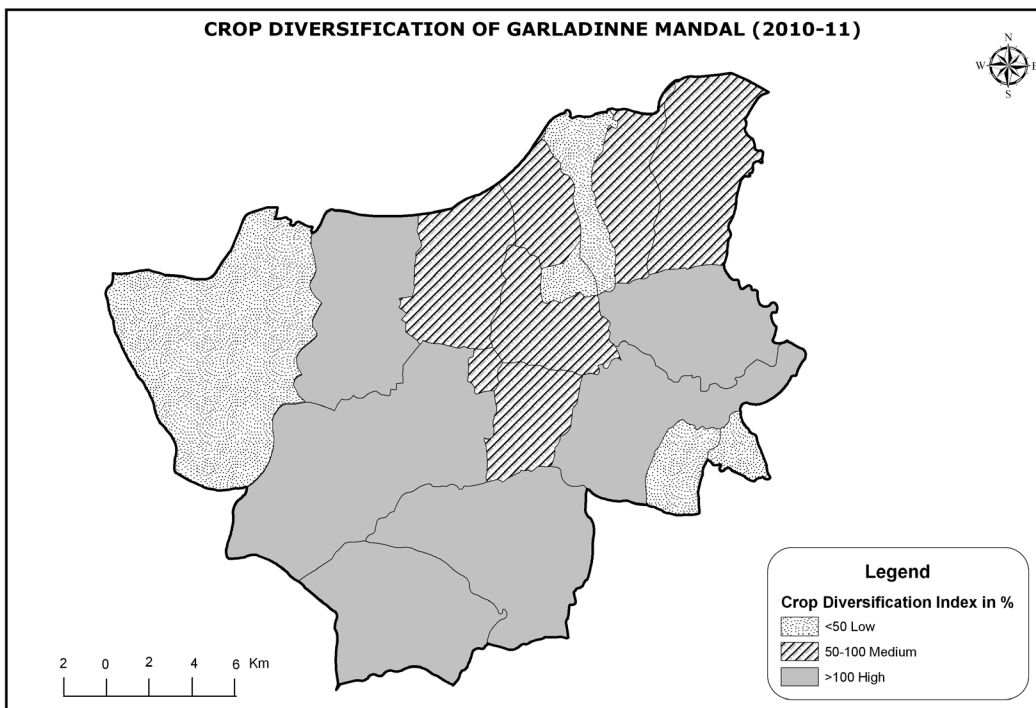 CROP DIVERSIFICATION OF GARLADINNE MANDAL (2010-11)
N
W E
S
Legend
Crop Diversification Index in %
<50 Low
50-100 Medium
>100 High
2 0 2 4 6 Km